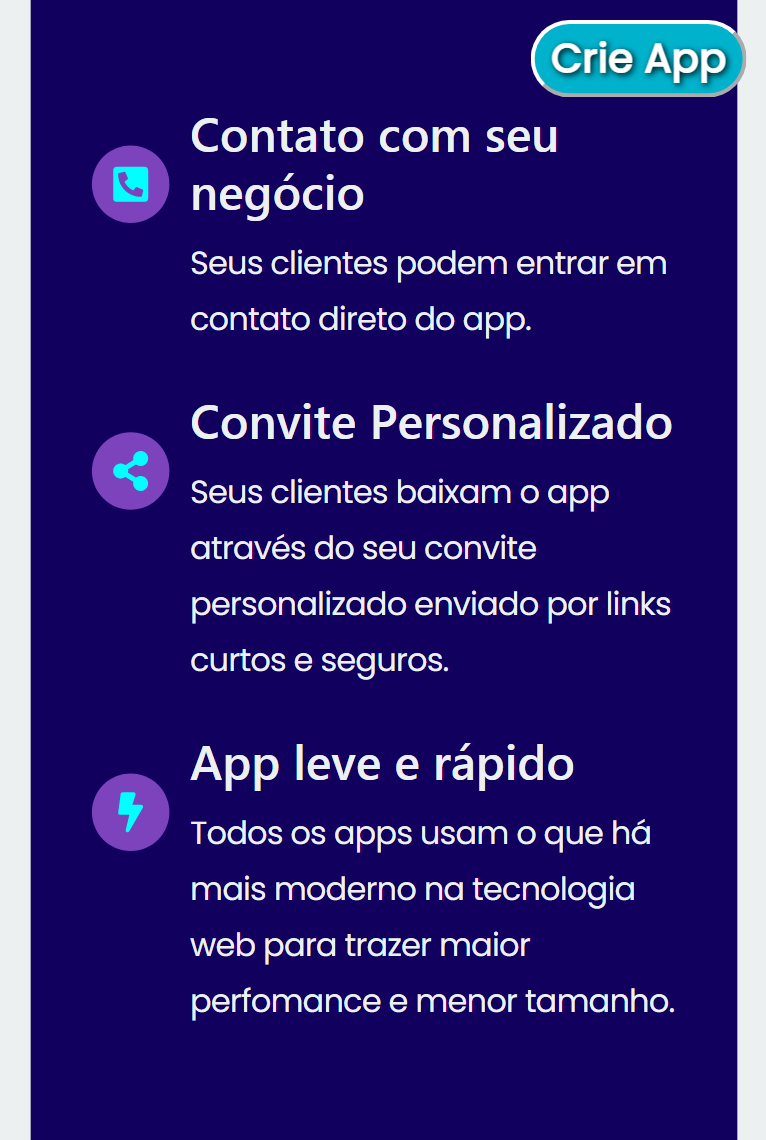 Crie App
Contato com seu
negócio
Seus clientes podem entrar em
contato direto do app.
Convite Personalizado
Seus clientes baixam o app
através do seu convite
personalizado enviado por links
curtos e seguros.
App leve e rápido
Todos os apps usam o que há
mais moderno na tecnologia
web para trazer maior
perfomance e menor tamanho.